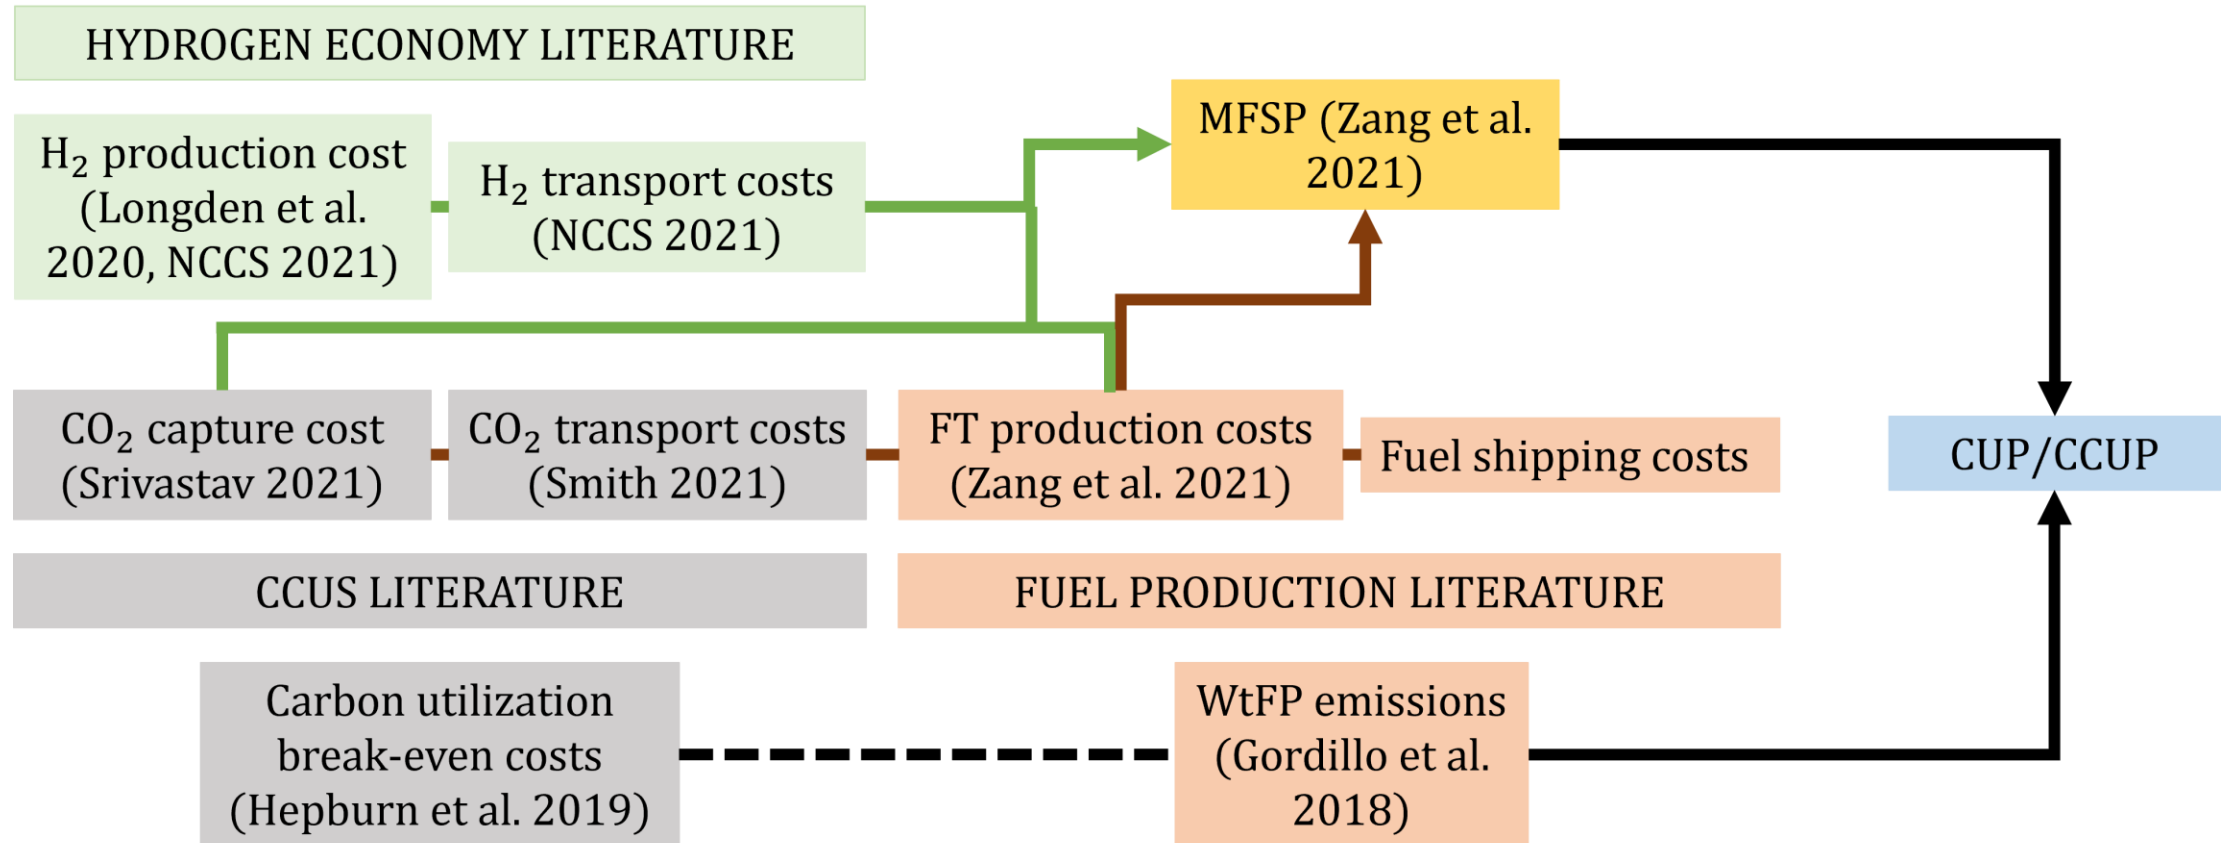 HYDROGEN ECONOMY LITERATURE
H₂ production cost
(Longden et al.
2020, NCCS 2021)
H₂ transport costs
(NCCS 2021)
MFSP (Zang et al.
2021)
CO₂ capture cost
(Srivastav 2021)
CO₂ transport costs
(Smith 2021)
FT production costs
(Zang et al. 2021)
Fuel shipping costs
CUP/CCUP
CCUS LITERATURE
FUEL PRODUCTION LITERATURE
Carbon utilization
break-even costs
(Hepburn et al. 2019)
WtFP emissions
(Gordillo et al.
2018)